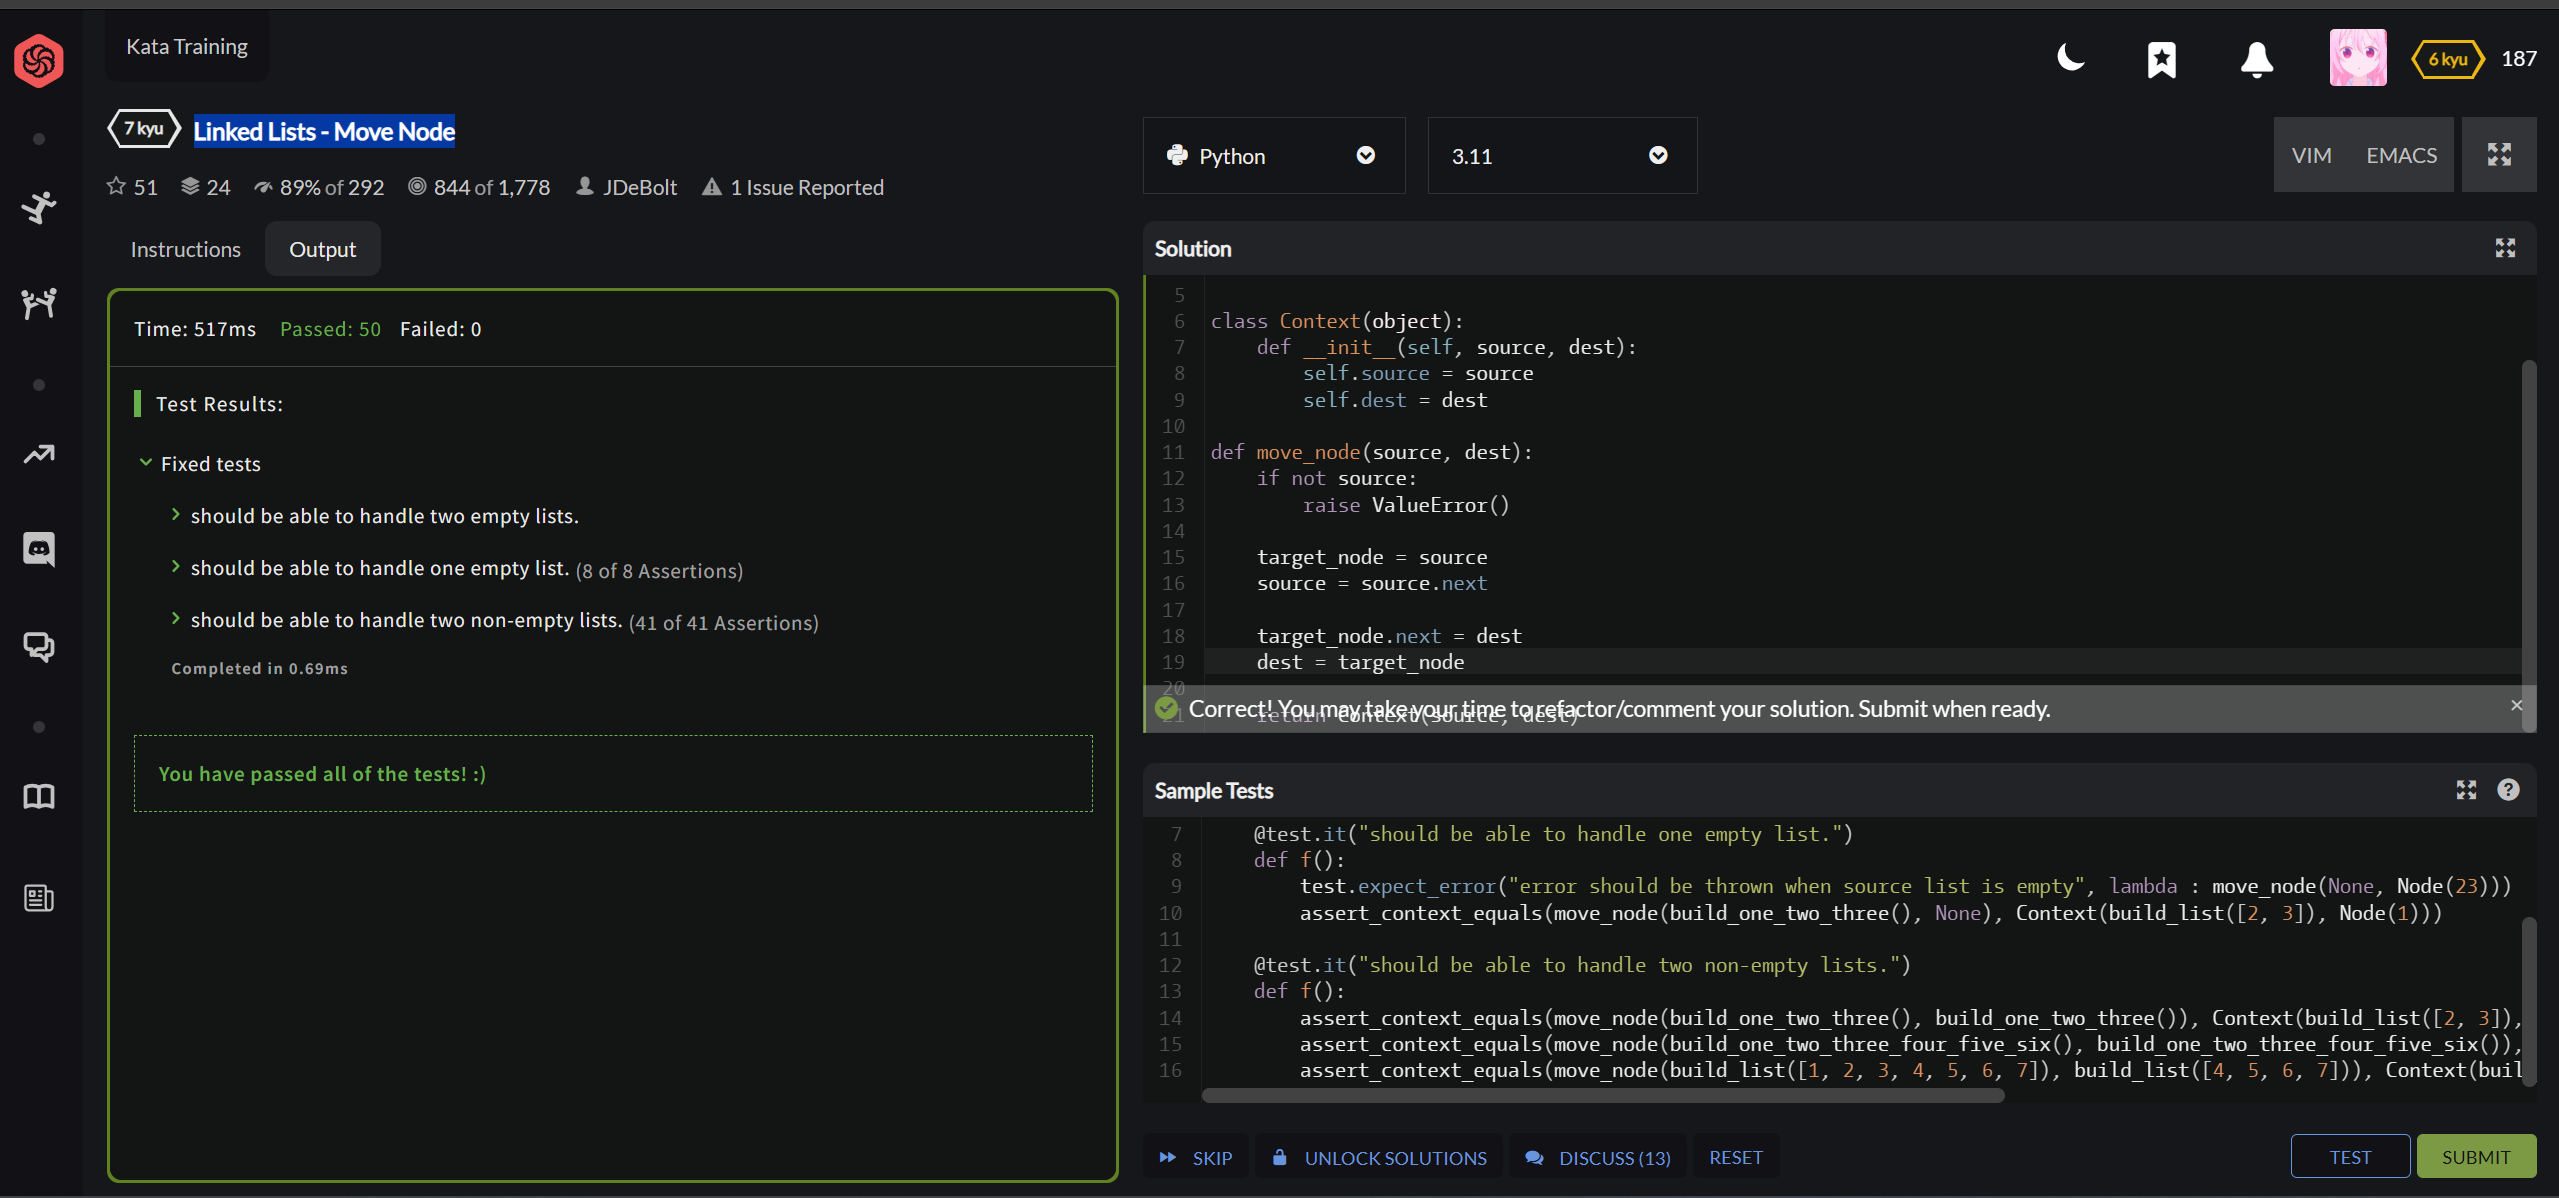 Kata Training
6 kyu 187
7 kyu Linked Lists - Move Node
51 24 89% of 292 844 of 1,778 JDeBolt 1 Issue Reported
Instructions Output
Time: 517ms Passed: 50 Failed: 0
Test Results:
Fixed tests
should be able to handle two empty lists.
should be able to handle one empty list. (8 of 8 Assertions)
should be able to handle two non-empty lists. (41 of 41 Assertions)
Completed in 0.69ms
You have passed all of the tests! :)
Python 3.11 VIM EMACS
Solution
5
6 class Context(object):
7 def __init__(self, source, dest):
8 self.source = source
9 self.dest = dest
10
11 def move_node(source, dest):
12 if not source:
13 raise ValueError()
14
15 target_node = source
16 source = source.next
17
18 target_node.next = dest
19 dest = target_node
20
21 return Context(source, dest)
Correct! You may take your time to refactor/comment your solution. Submit when ready.
Sample Tests
7 @test.it("should be able to handle one empty list.")
8 def f():
9 test.expect_error("error should be thrown when source list is empty", lambda : move_node(None, Node(23)))
10 assert_context_equals(move_node(build_one_two_three(), None), Context(build_list([2, 3]), Node(1)))
11
12 @test.it("should be able to handle two non-empty lists.")
13 def f():
14 assert_context_equals(move_node(build_one_two_three(), build_one_two_three()), Context(build_list([2, 3]),
15 assert_context_equals(move_node(build_one_two_three_four_five_six(), build_one_two_three_four_five_six()),
16 assert_context_equals(move_node(build_list([1, 2, 3, 4, 5, 6, 7]), build_list([4, 5, 6, 7])), Context(buil
SKIP UNLOCK SOLUTIONS DISCUSS (13) RESET TEST SUBMIT